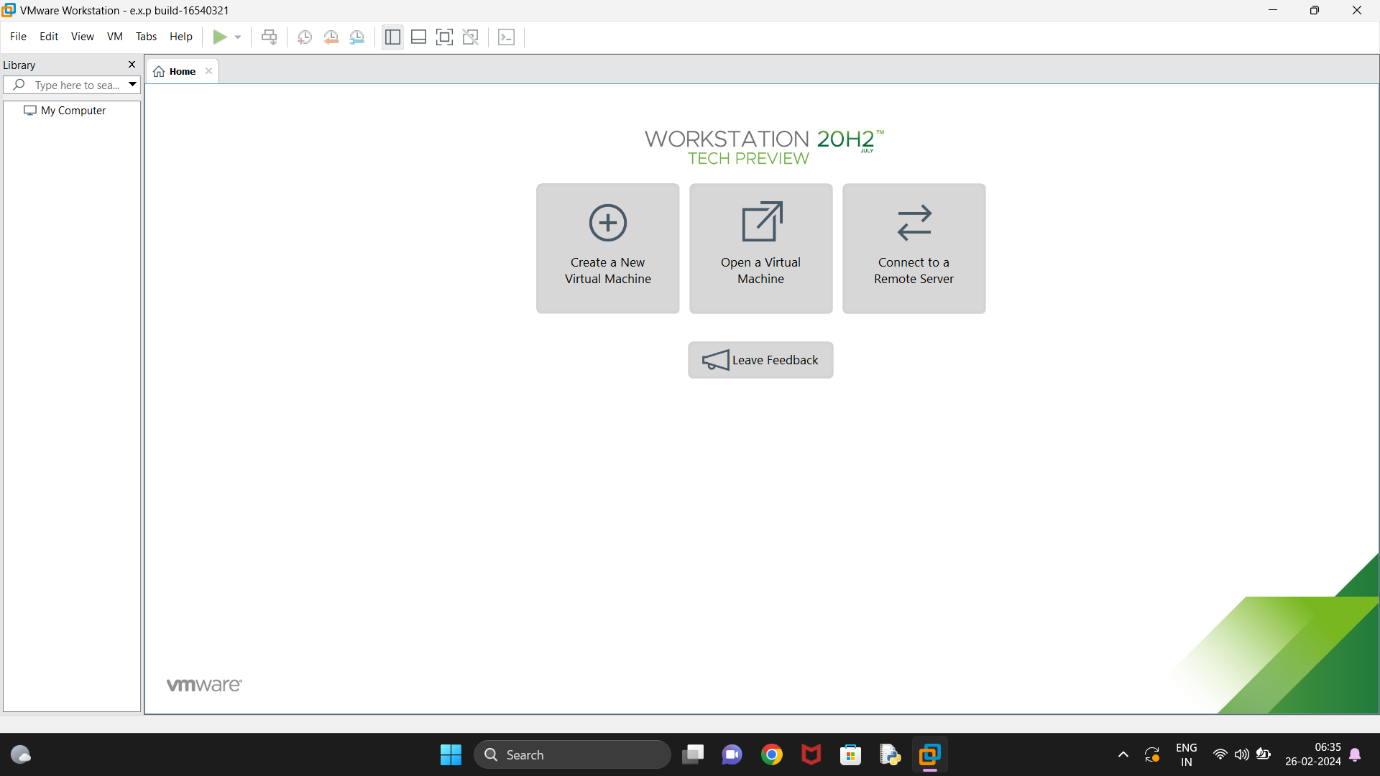 VMware Workstation - e.x.p build-16540321
File Edit View VM Tabs Help
Library
Type here to sea...
My Computer
Home
WORKSTATION 20H2™
JULY
TECH PREVIEW
Create a New
Virtual Machine
Open a Virtual
Machine
Connect to a
Remote Server
Leave Feedback
vmware®
Search
ENG
IN
06:35
26-02-2024